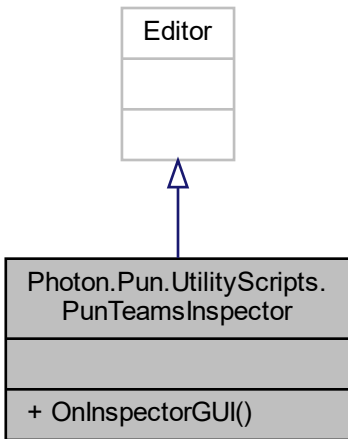 Editor
Photon.Pun.UtilityScripts.
PunTeamsInspector
+ OnInspectorGUI()